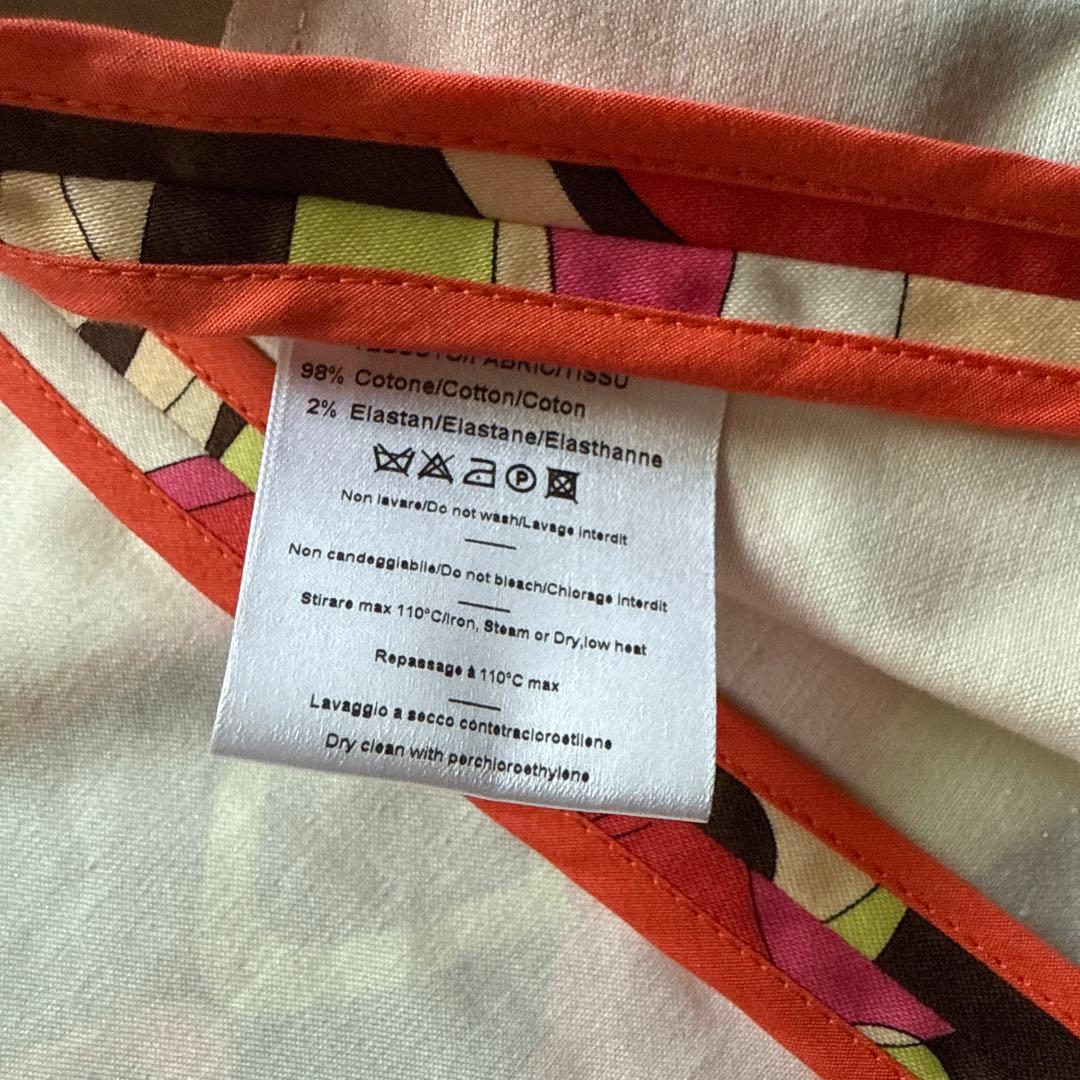 98% Cotone/Cotton/Coton
2% Elastan/Elastane/Elasthanne
P
Non lavare/Do not wash/Lavage interdit
Non candeggiabile/Do not bleach/Chlorage interdit
Stirare max 110°C/Iron, Steam or Dry,low heat
Repassage à 110°C max
Lavaggio a secco contetracloroetilene
Dry clean with perchloroethylene